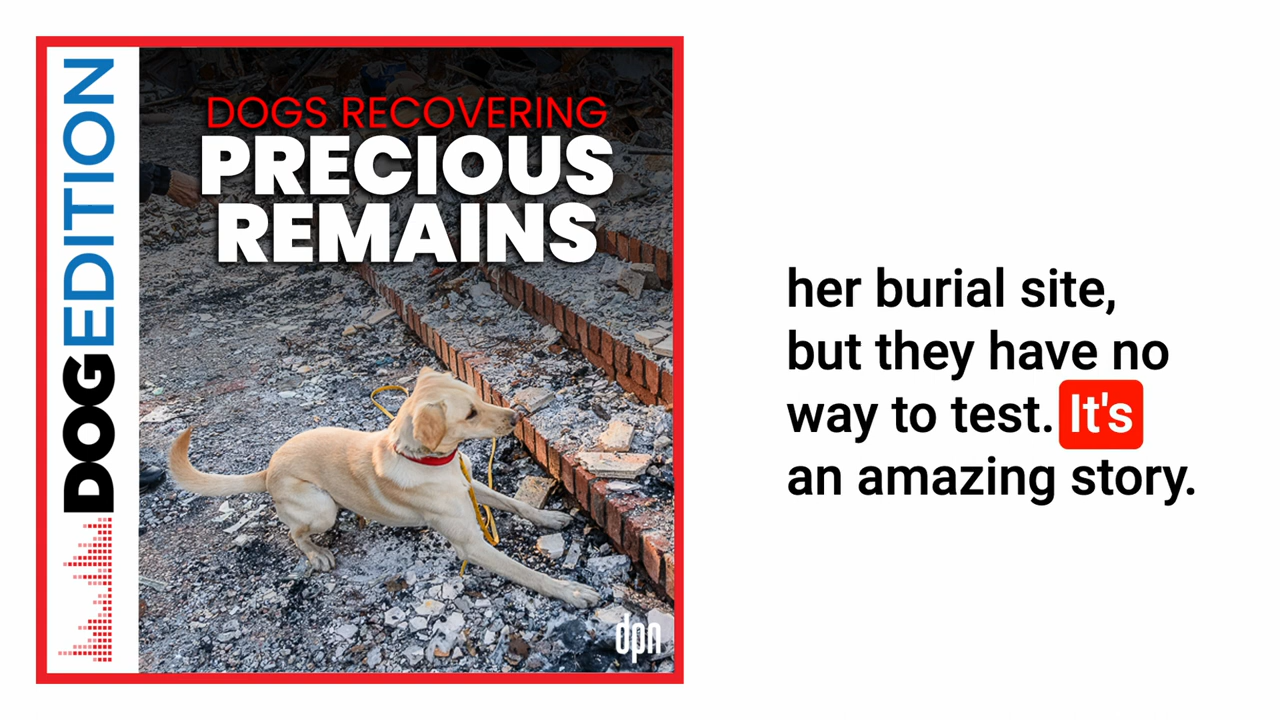 DOGEDITION
DOGS RECOVERING
PRECIOUS
REMAINS
dpn
her burial site,
but they have no
way to test. It's
an amazing story.